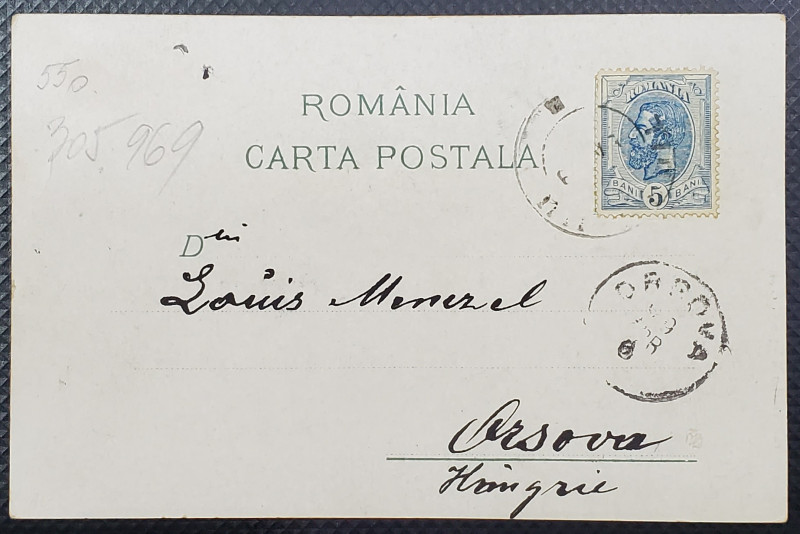 550.
305.969
ROMÂNIA
CARTA POSTALA
ROMANIA
BANI 5 BANI
Dlui
Louis Menczel
ORSOVA
Orsova
Hongrie